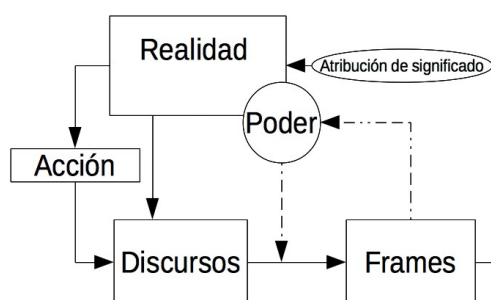 Realidad
Atribución de significado
Poder
Acción
Discursos
Frames